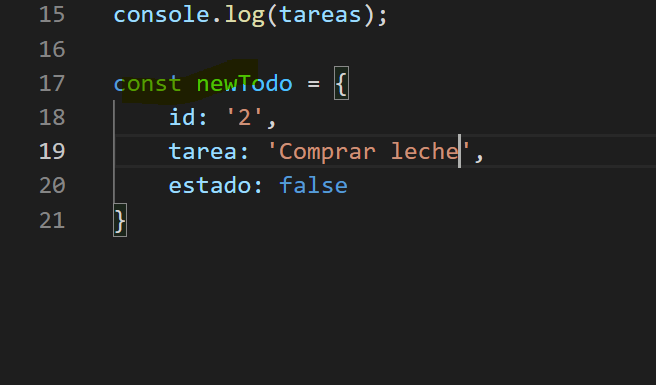 15 console.log(tareas);
16
17 const newTodo = {
18 id: '2',
19 tarea: 'Comprar leche',
20 estado: false
21 }